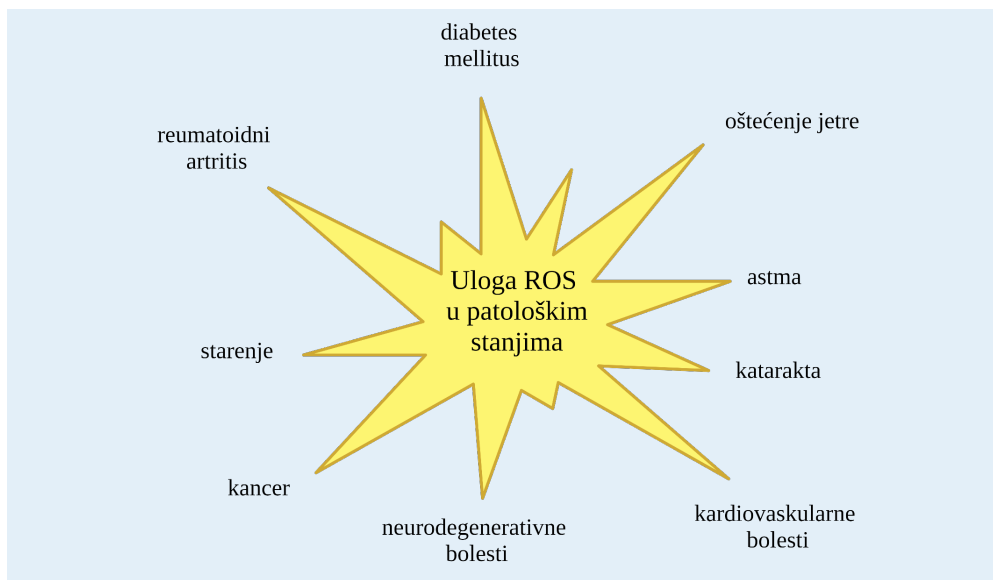 diabetes
mellitus
oštećenje jetre
reumatoidni
artritis
Uloga ROS
u patološkim
stanjima
astma
starenje
katarakta
kancer
neurodegenerativne
bolesti
kardiovaskularne
bolesti